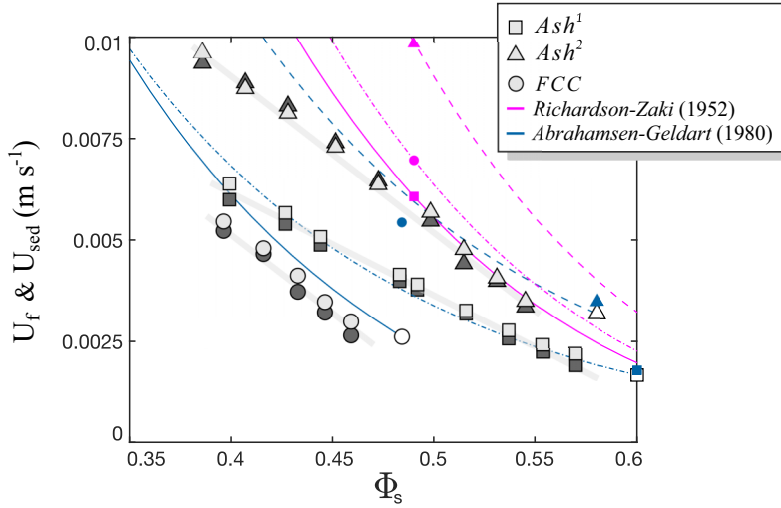 Ash¹
Ash²
FCC
Richardson-Zaki (1952)
Abrahamsen-Geldart (1980)
0.01
0.0075
0.005
0.0025
0
U_f & U_sed (m s⁻¹)
0.35 0.4 0.45 0.5 0.55 0.6
Φ_s